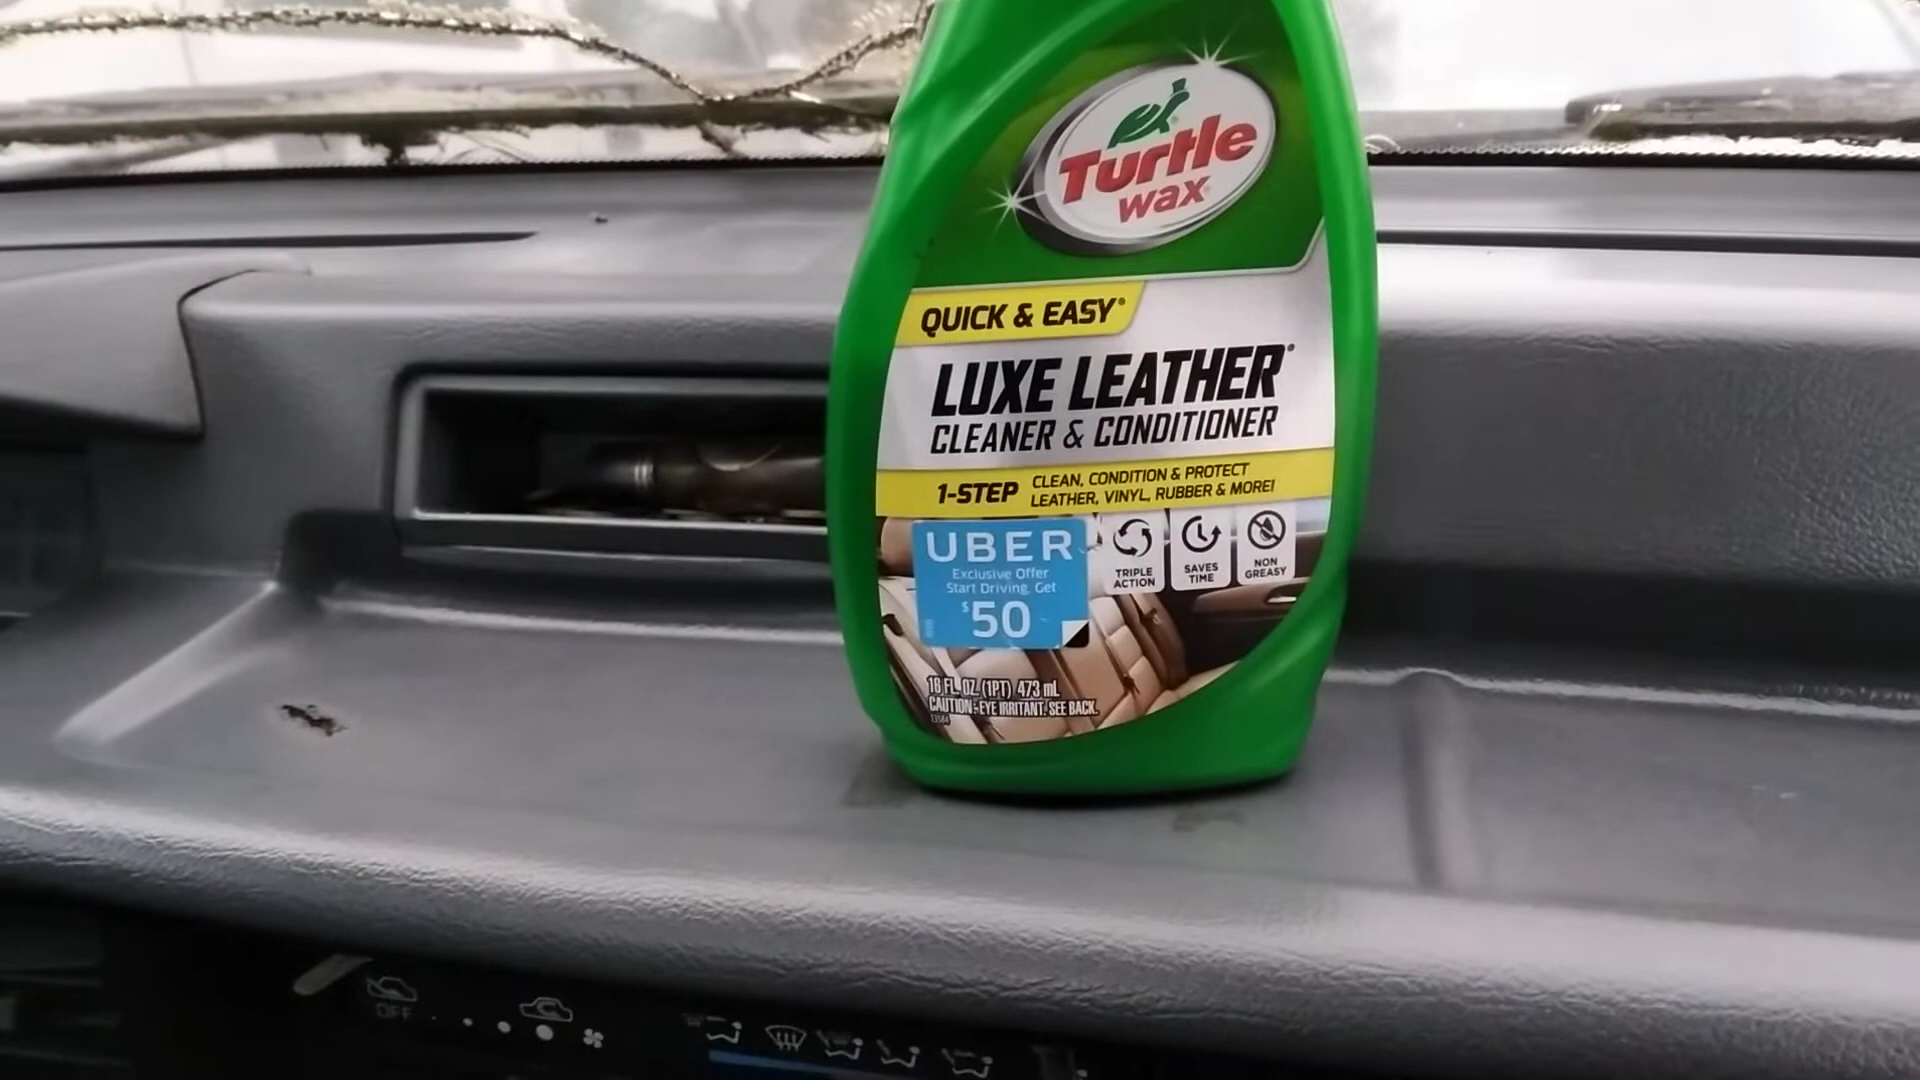 Turtle
wax
QUICK & EASY®
LUXE LEATHER®
CLEANER & CONDITIONER
1-STEP
CLEAN, CONDITION & PROTECT
LEATHER, VINYL, RUBBER & MORE!
UBER
Exclusive Offer
Start Driving, Get
$50
TRIPLE
ACTION
SAVES
TIME
NON
GREASY
16 FL. OZ. (1PT) 473 mL
CAUTION: EYE IRRITANT. SEE BACK.
OFF